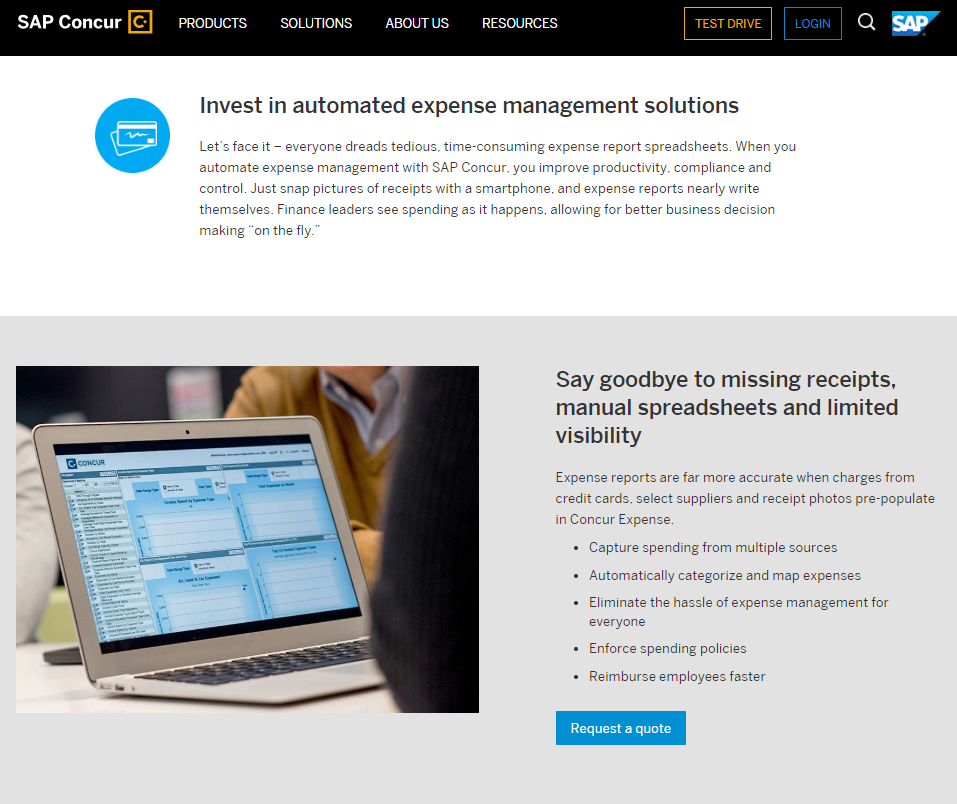 SAP Concur C·
PRODUCTS
SOLUTIONS
ABOUT US
RESOURCES
TEST DRIVE
LOGIN
SAP
Invest in automated expense management solutions
Let's face it – everyone dreads tedious, time-consuming expense report spreadsheets. When you
automate expense management with SAP Concur, you improve productivity, compliance and
control. Just snap pictures of receipts with a smartphone, and expense reports nearly write
themselves. Finance leaders see spending as it happens, allowing for better business decision
making “on the fly.”
CONCUR
Say goodbye to missing receipts,
manual spreadsheets and limited
visibility
Expense reports are far more accurate when charges from
credit cards, select suppliers and receipt photos pre-populate
in Concur Expense.
• Capture spending from multiple sources
• Automatically categorize and map expenses
• Eliminate the hassle of expense management for
everyone
• Enforce spending policies
• Reimburse employees faster
Request a quote